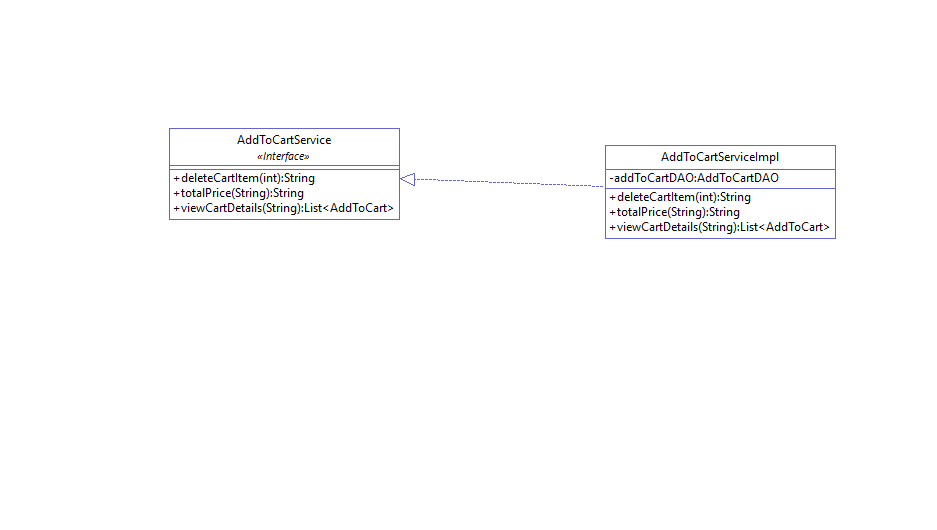 AddToCartService
«Interface»
+deleteCartItem(int):String
+totalPrice(String):String
+viewCartDetails(String):List<AddToCart>
AddToCartServiceImpl
-addToCartDAO:AddToCartDAO
+deleteCartItem(int):String
+totalPrice(String):String
+viewCartDetails(String):List<AddToCart>